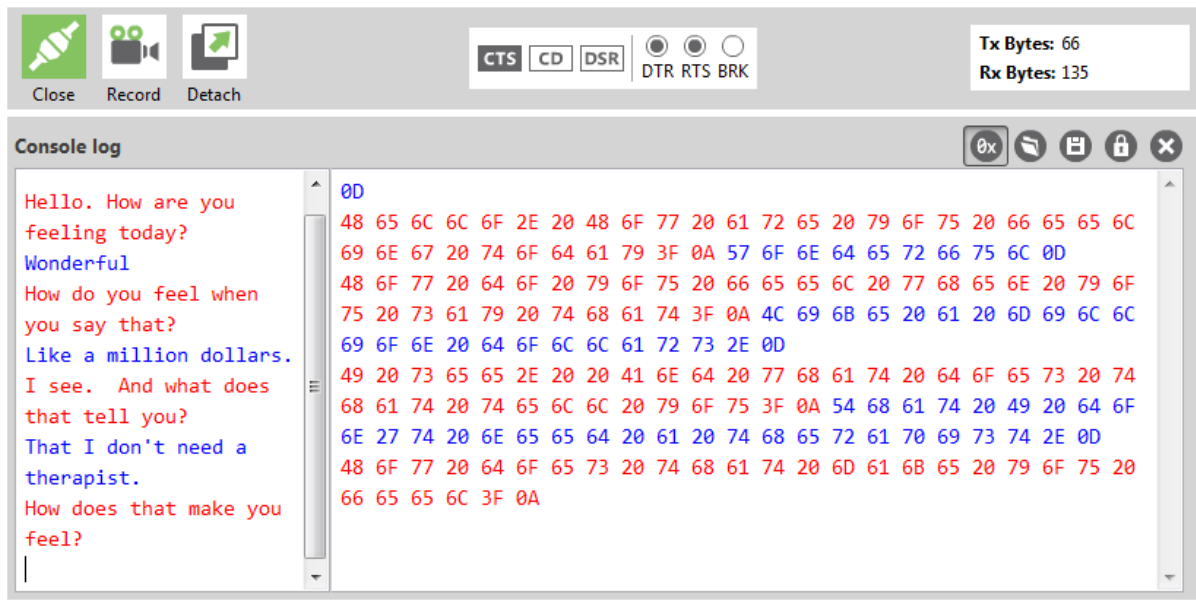 Close
Record
Detach
CTS
CD
DSR
DTR RTS BRK
Tx Bytes: 66
Rx Bytes: 135
Console log
0x
Hello. How are you
feeling today?
Wonderful
How do you feel when
you say that?
Like a million dollars.
I see.  And what does
that tell you?
That I don't need a
therapist.
How does that make you
feel?
0D
48 65 6C 6C 6F 2E 20 48 6F 77 20 61 72 65 20 79 6F 75 20 66 65 65 6C
69 6E 67 20 74 6F 64 61 79 3F 0A 57 6F 6E 64 65 72 66 75 6C 0D
48 6F 77 20 64 6F 20 79 6F 75 20 66 65 65 6C 20 77 68 65 6E 20 79 6F
75 20 73 61 79 20 74 68 61 74 3F 0A 4C 69 6B 65 20 61 20 6D 69 6C 6C
69 6F 6E 20 64 6F 6C 6C 61 72 73 2E 0D
49 20 73 65 65 2E 20 20 41 6E 64 20 77 68 61 74 20 64 6F 65 73 20 74
68 61 74 20 74 65 6C 6C 20 79 6F 75 3F 0A 54 68 61 74 20 49 20 64 6F
6E 27 74 20 6E 65 65 64 20 61 20 74 68 65 72 61 70 69 73 74 2E 0D
48 6F 77 20 64 6F 65 73 20 74 68 61 74 20 6D 61 6B 65 20 79 6F 75 20
66 65 65 6C 3F 0A